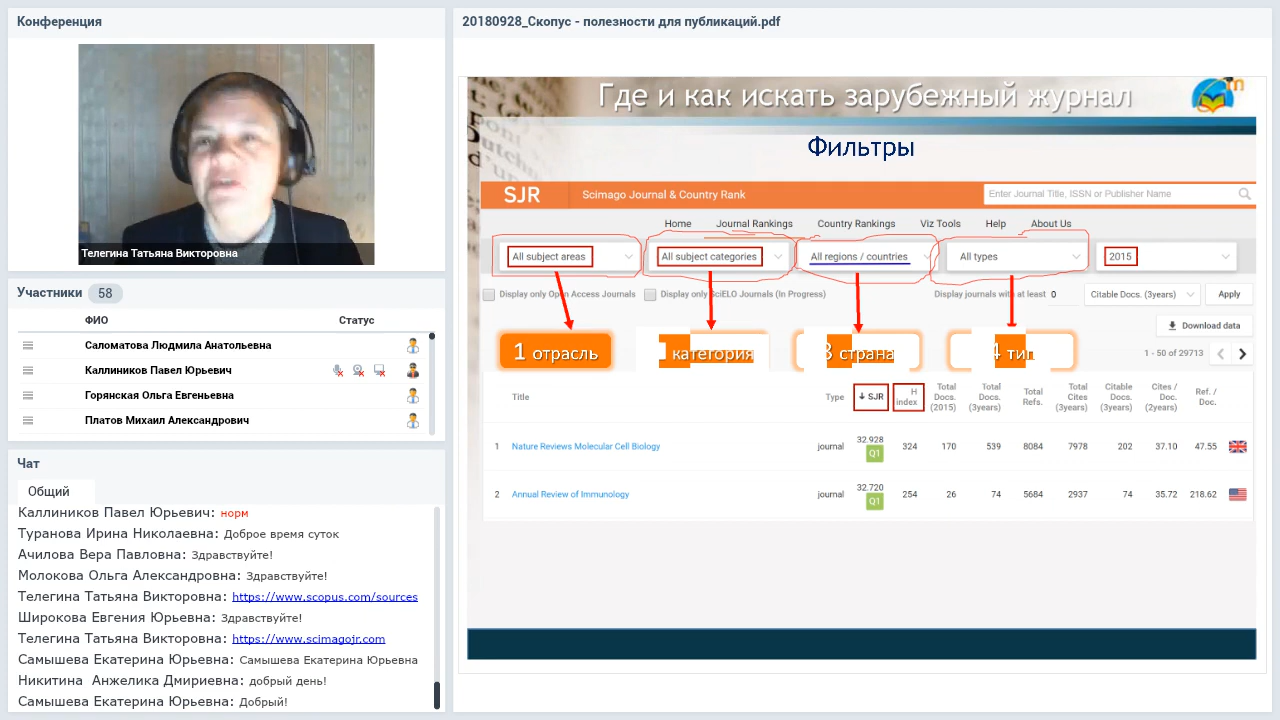 Конференция
Телегина Татьяна Викторовна
Участники 58
ФИО Статус
Саломатова Людмила Анатольевна
Каллиников Павел Юрьевич
Горянская Ольга Евгеньевна
Платов Михаил Александрович
Чат
Общий
Каллиников Павел Юрьевич: норм
Туранова Ирина Николаевна: Доброе время суток
Ачилова Вера Павловна: Здравствуйте!
Молокова Ольга Александровна: Здравствуйте!
Телегина Татьяна Викторовна: https://www.scopus.com/sources
Широкова Евгения Юрьевна: Здравствуйте!
Телегина Татьяна Викторовна: https://www.scimagojr.com
Самышева Екатерина Юрьевна: Самышева Екатерина Юрьевна
Никитина Анжелика Дмириевна: добрый день!
Самышева Екатерина Юрьевна: Добрый!
20180928_Скопус - полезности для публикаций.pdf
Где и как искать зарубежный журнал
Фильтры
SJR Scimago Journal & Country Rank Enter Journal Title, ISSN or Publisher Name
Home Journal Rankings Country Rankings Viz Tools Help About Us
All subject areas All subject categories All regions / countries All types 2015
Display only Open Access Journals Display only SciELO Journals (In Progress) Display journals with at least 0 Citable Docs. (3years) Apply
Download data
1 отрасль категория 3 страна 4 тип
1 - 50 of 29713
Title Type SJR H index Total Docs. (2015) Total Docs. (3years) Total Refs. Total Cites (3years) Citable Docs. (3years) Cites / Doc. (2years) Ref. / Doc.
1 Nature Reviews Molecular Cell Biology journal 32.928 Q1 324 170 539 8084 7978 202 37.10 47.55
2 Annual Review of Immunology journal 32.720 Q1 254 26 74 5684 2937 74 35.72 218.62